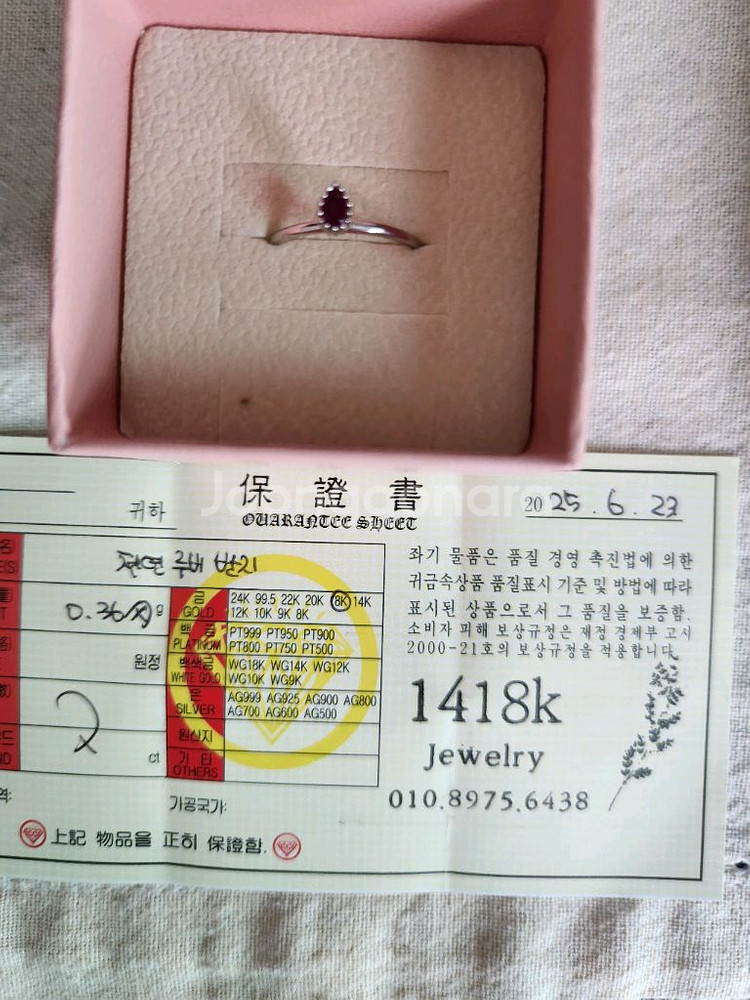 保 證 書
QUARANTEE SHEET
귀하
2025.6.23
Joonggonara
천연 루비 반지
0.36
g
금
GOLD
24K 99.5 22K 20K 18K 14K
12K 10K 9K 8K
백 금
PLATINUM
PT999 PT950 PT900
PT800 PT750 PT500
백색금
WHITE GOLD
WG18K WG14K WG12K
WG10K WG9K
은
SILVER
AG999 AG925 AG900 AG800
AG700 AG600 AG500
원정
원산지
ct
기 타
OTHERS
가공국가:
上記 物品을 正히 保證함.
좌기 물품은 품질 경영 촉진법에 의한
귀금속상품 품질표시 기준 및 방법에 따라
표시된 상품으로서 그 품질을 보증함.
소비자 피해 보상규정은 재정 경제부 고시
2000-21호의 보상규정을 적용합니다.
1418k
Jewelry
010.8975.6438